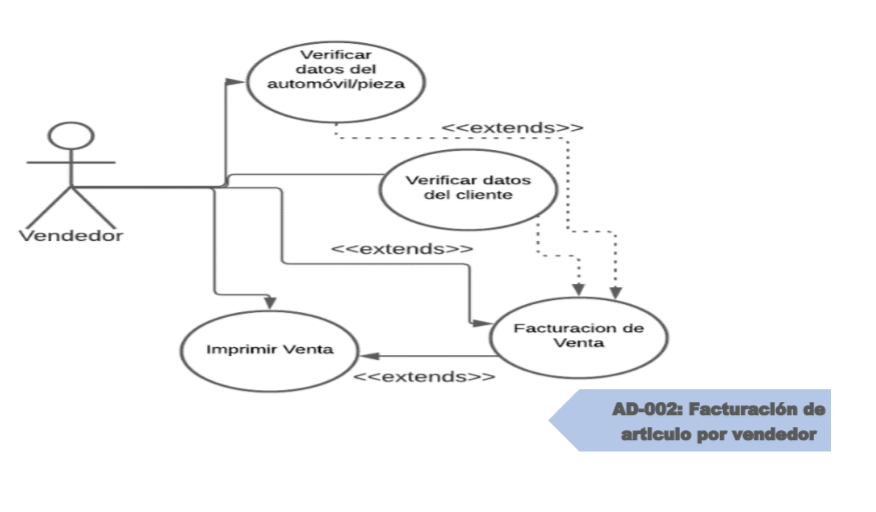 Verificar
datos del
automóvil/pieza
<<extends>>
Verificar datos
del cliente
Vendedor
<<extends>>
Facturacion de
Venta
Imprimir Venta
<<extends>>
AD-002: Facturación de
articulo por vendedor